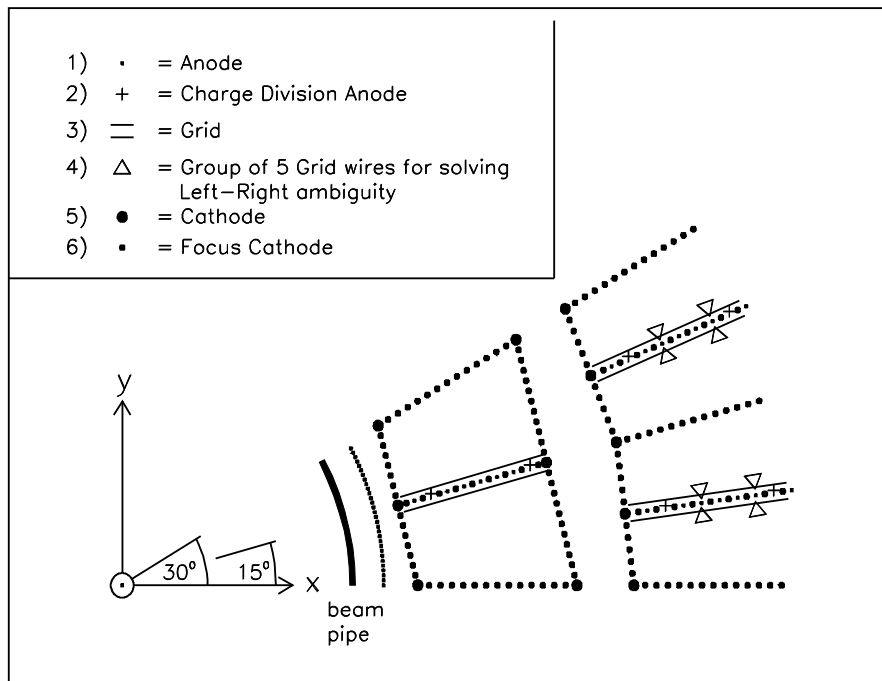 1) = Anode
2) + = Charge Division Anode
3) = Grid
4) △ = Group of 5 Grid wires for solving
Left-Right ambiguity
5) ● = Cathode
6) ▪ = Focus Cathode
y
30° 15° x
beam
pipe